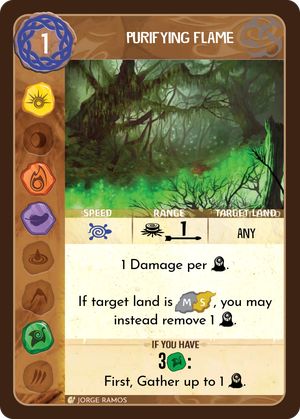 1
PURIFYING FLAME
SPEED RANGE TARGET LAND
1 ANY
1 Damage per .
If target land is M S, you may
instead remove 1 .
IF YOU HAVE
3 :
First, Gather up to 1 .
JORGE RAMOS